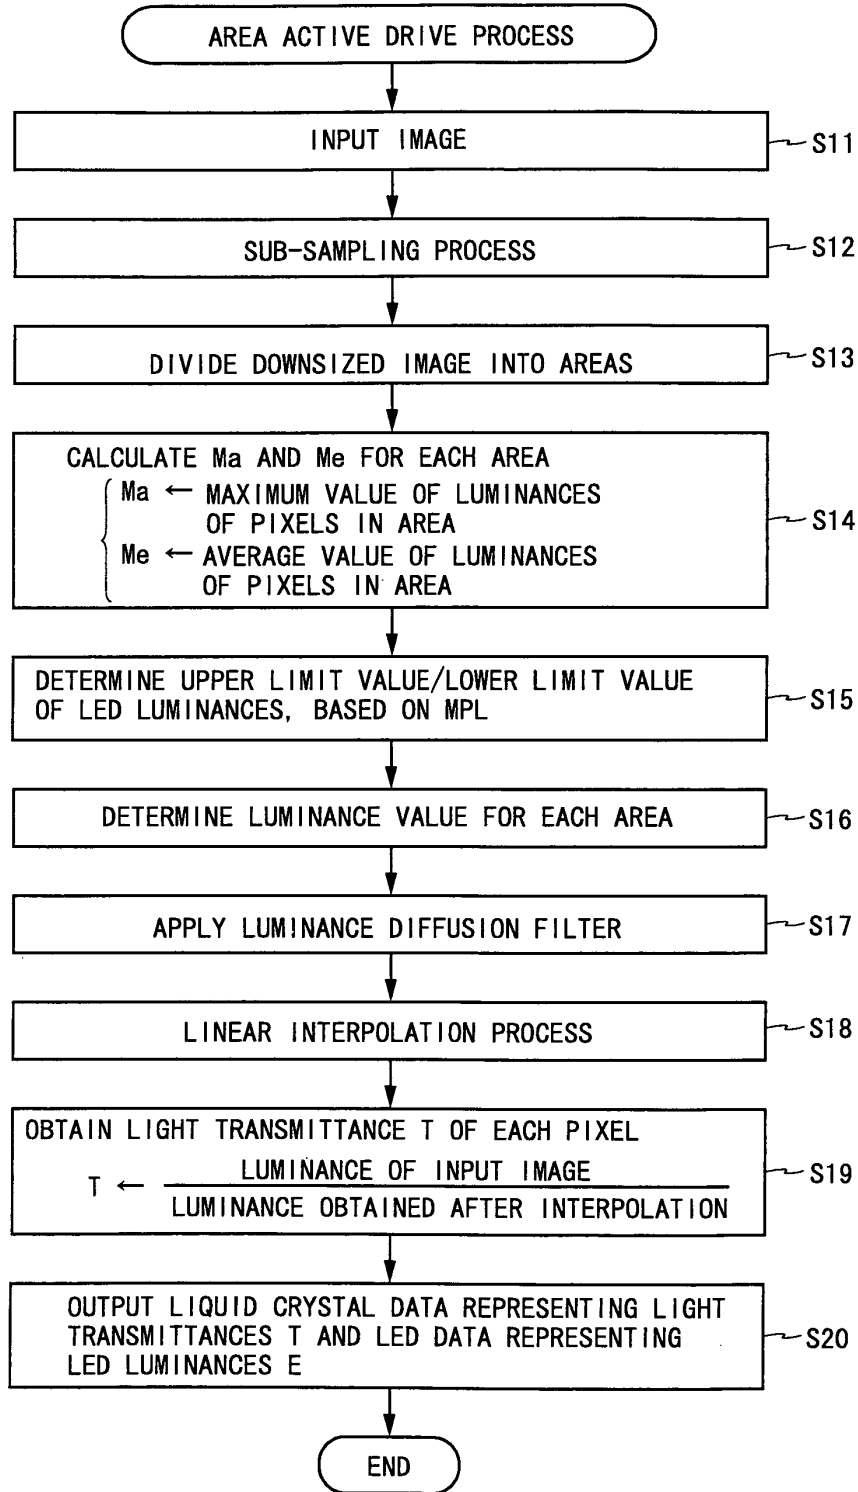 AREA ACTIVE DRIVE PROCESS
INPUT IMAGE
S11
SUB-SAMPLING PROCESS
S12
DIVIDE DOWNSIZED IMAGE INTO AREAS
S13
CALCULATE Ma AND Me FOR EACH AREA
Ma ← MAXIMUM VALUE OF LUMINANCES
OF PIXELS IN AREA
Me ← AVERAGE VALUE OF LUMINANCES
OF PIXELS IN AREA
S14
DETERMINE UPPER LIMIT VALUE/LOWER LIMIT VALUE
OF LED LUMINANCES, BASED ON MPL
S15
DETERMINE LUMINANCE VALUE FOR EACH AREA
S16
APPLY LUMINANCE DIFFUSION FILTER
S17
LINEAR INTERPOLATION PROCESS
S18
OBTAIN LIGHT TRANSMITTANCE T OF EACH PIXEL
LUMINANCE OF INPUT IMAGE
T ←
LUMINANCE OBTAINED AFTER INTERPOLATION
S19
OUTPUT LIQUID CRYSTAL DATA REPRESENTING LIGHT
TRANSMITTANCES T AND LED DATA REPRESENTING
LED LUMINANCES E
S20
END